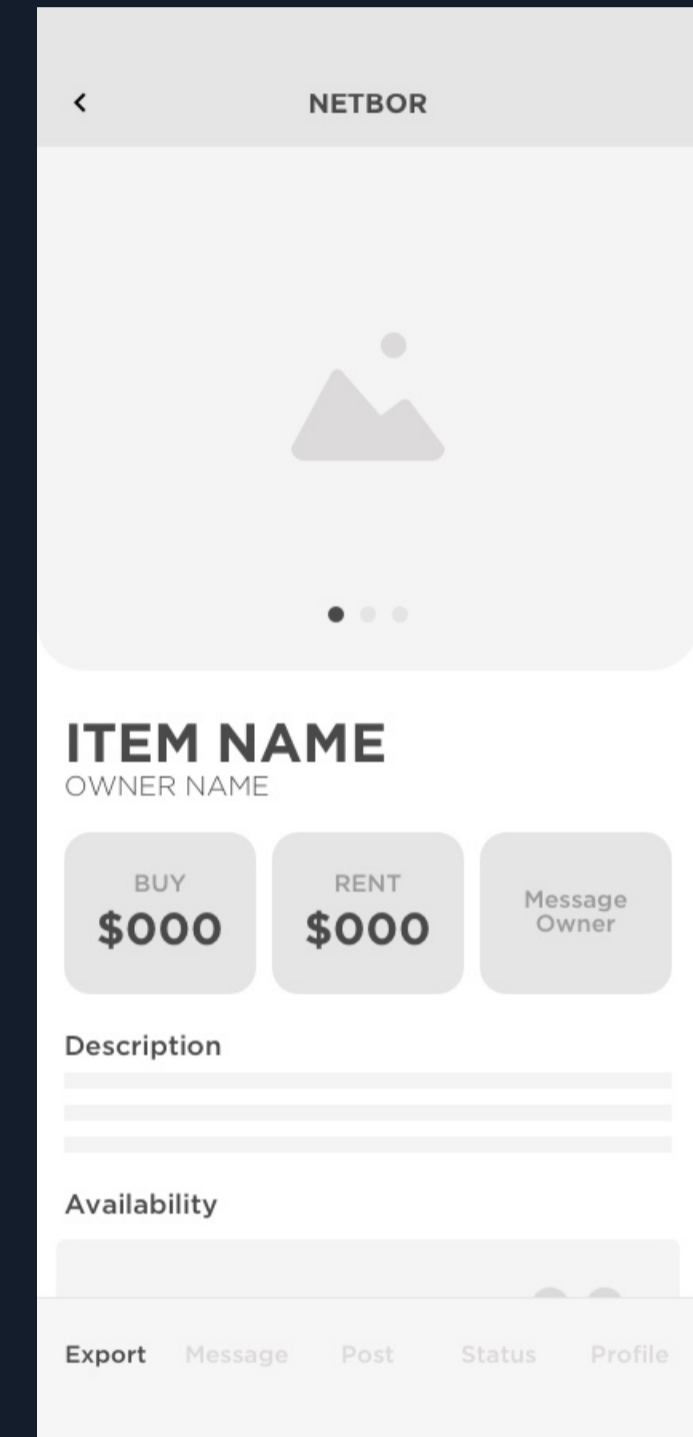 NETBOR
ITEM NAME
OWNER NAME
BUY
$000
RENT
$000
Message
Owner
Description
Availability
Export
Message
Post
Status
Profile